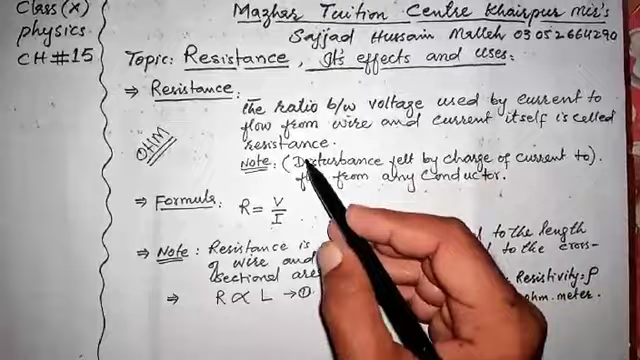 Class (X)
physics
CH # 15
Mazhar Tuition Centre Khairpur mir's
Sajjad Hussain Malleh 03052664290
Topic: Resistance, It's effects and uses:
⇒ Resistance:
The ratio b/w voltage used by current to
flow from wire and current itself is called
resistance.
OHM
Note: (Disturbance felt by charge of current to).
flow from any conductor.
⇒ Formula: R = V/I
⇒ Note: Resistance is to the length
of wire and to the cross-
sectional are Resistivity: ρ
⇒ R ∝ L → ① ohm. meter.